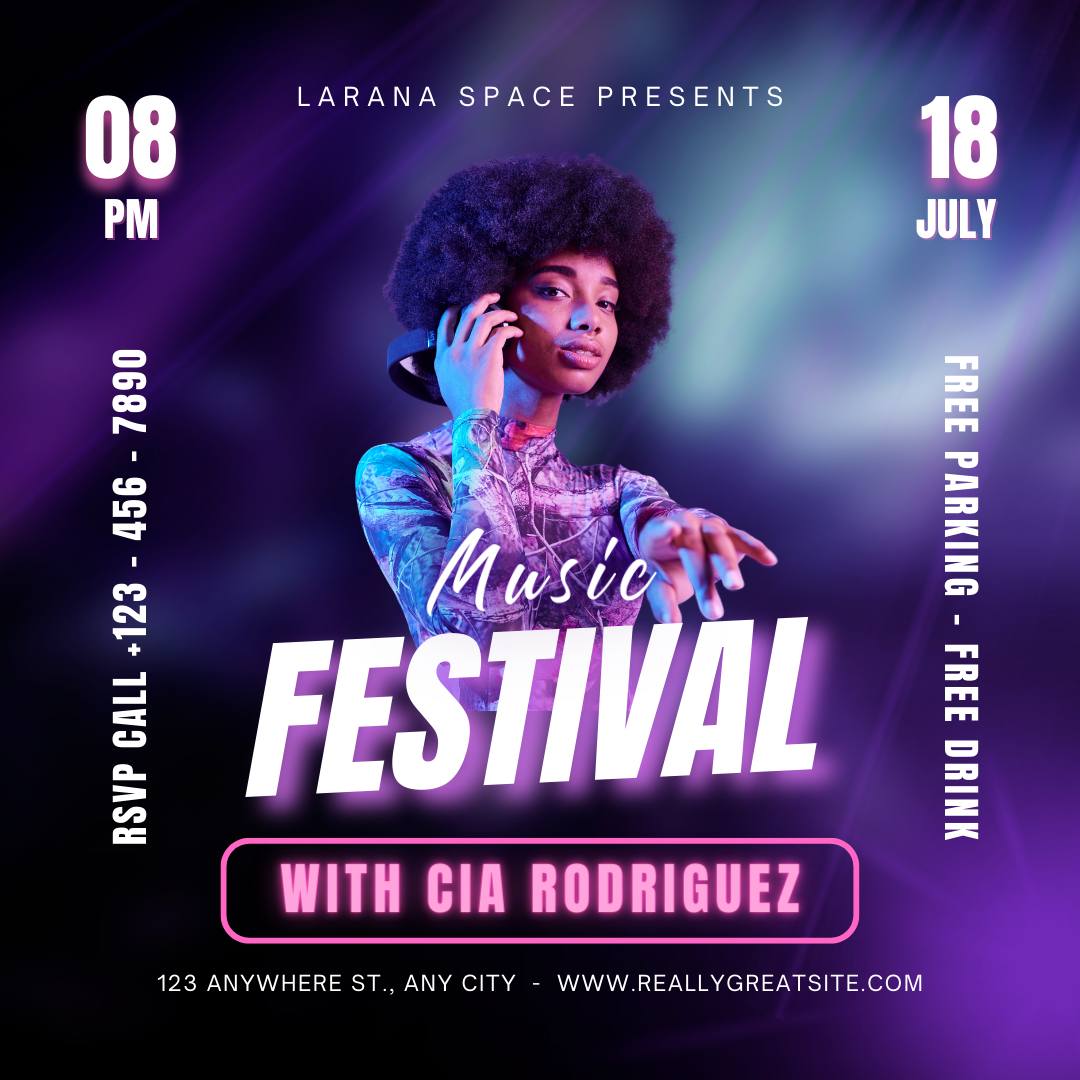 LARANA SPACE PRESENTS
08
PM
18
JULY
RSVP CALL +123 - 456 - 7890
FREE PARKING - FREE DRINK
Music
FESTIVAL
WITH CIA RODRIGUEZ
123 ANYWHERE ST., ANY CITY - WWW.REALLYGREATSITE.COM